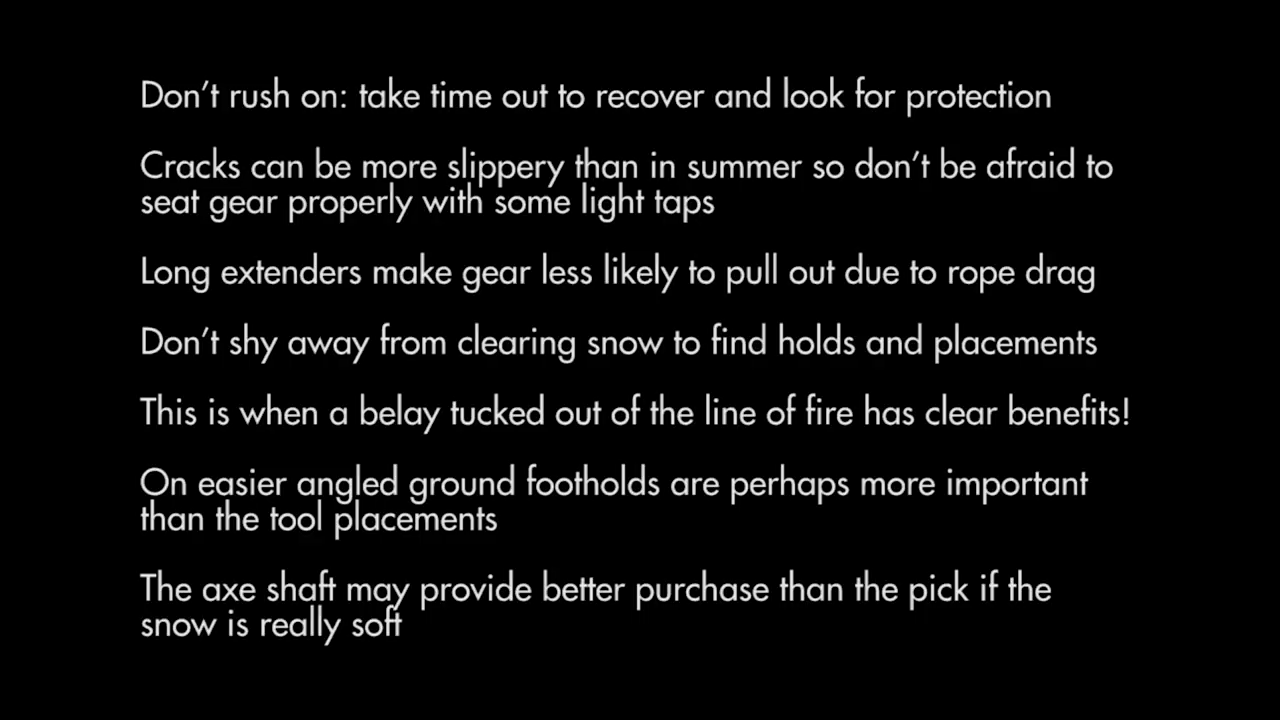 Don't rush on: take time out to recover and look for protection
Cracks can be more slippery than in summer so don't be afraid to
seat gear properly with some light taps
Long extenders make gear less likely to pull out due to rope drag
Don't shy away from clearing snow to find holds and placements
This is when a belay tucked out of the line of fire has clear benefits!
On easier angled ground footholds are perhaps more important
than the tool placements
The axe shaft may provide better purchase than the pick if the
snow is really soft